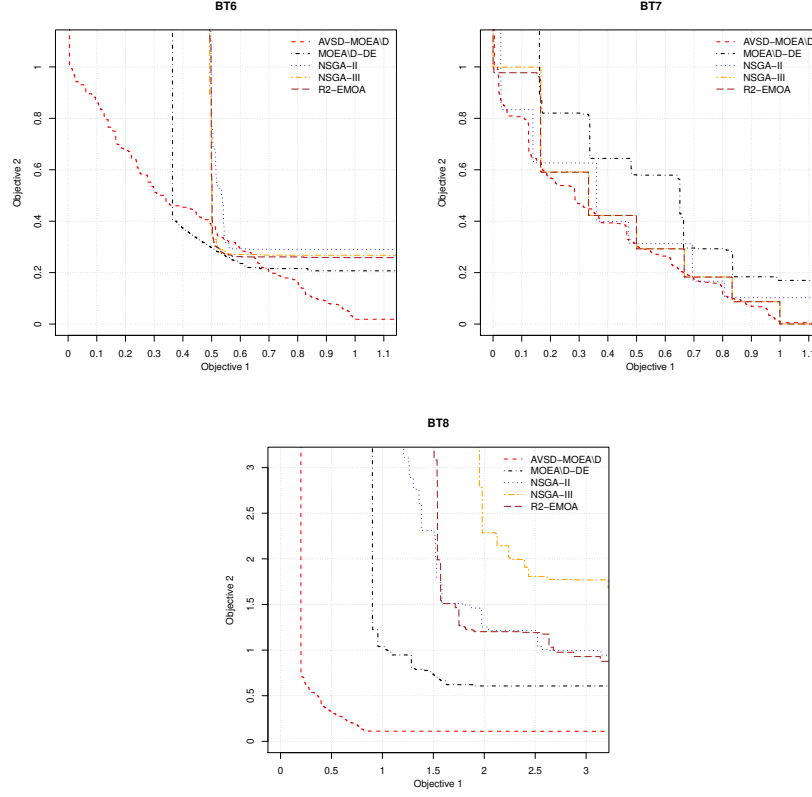 BT6
AVSD−MOEA\D
MOEA\D−DE
NSGA−II
NSGA−III
R2−EMOA
Objective 2
0 0.2 0.4 0.6 0.8 1
0 0.1 0.2 0.3 0.4 0.5 0.6 0.7 0.8 0.9 1 1.1
Objective 1
BT7
AVSD−MOEA\D
MOEA\D−DE
NSGA−II
NSGA−III
R2−EMOA
Objective 2
0 0.2 0.4 0.6 0.8 1
0 0.1 0.2 0.3 0.4 0.5 0.6 0.7 0.8 0.9 1 1.1
Objective 1
BT8
AVSD−MOEA\D
MOEA\D−DE
NSGA−II
NSGA−III
R2−EMOA
Objective 2
0 0.5 1 1.5 2 2.5 3
0 0.5 1 1.5 2 2.5 3
Objective 1